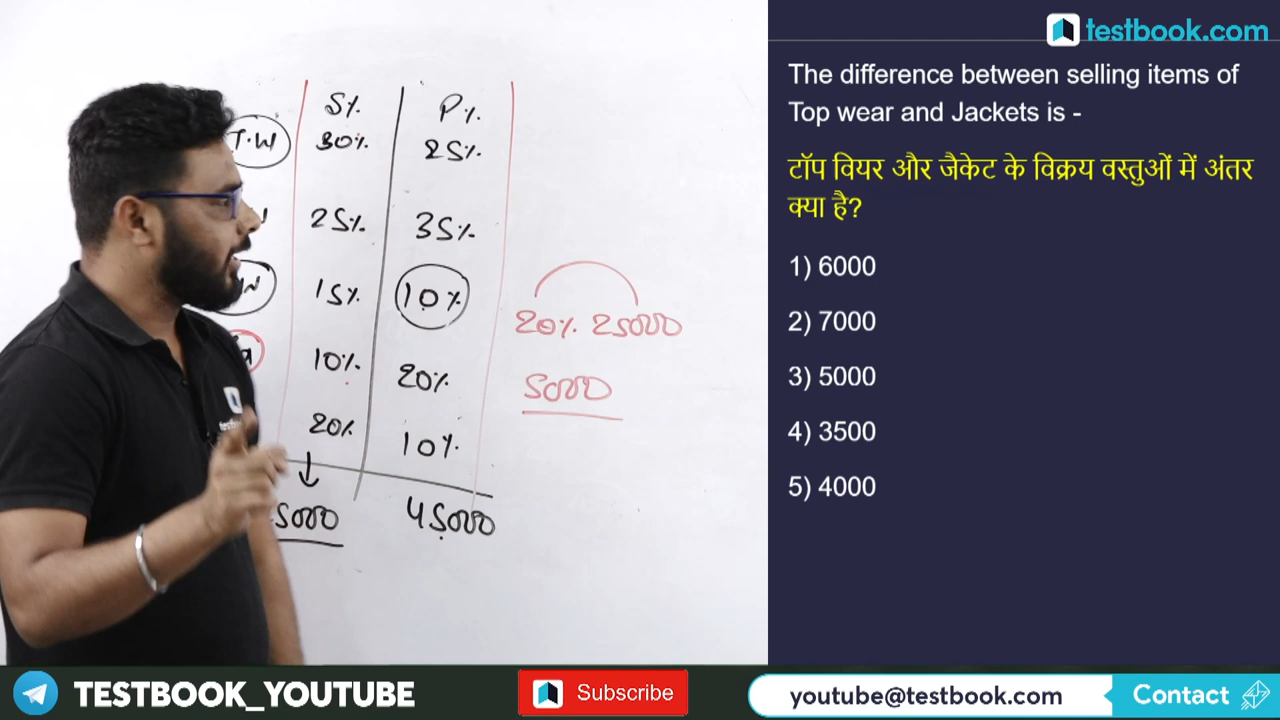 testbook.com
The difference between selling items of
Top wear and Jackets is -
टॉप वियर और जैकेट के विक्रय वस्तुओं में अंतर
क्या है?
1) 6000
2) 7000
3) 5000
4) 3500
5) 4000
S% P%
T.W 30% 25%
25% 35%
W 15% 10%
10% 20%
20% 10%
5000 45000
20% 25000
5000
TESTBOOK_YOUTUBE
Subscribe
youtube@testbook.com
Contact